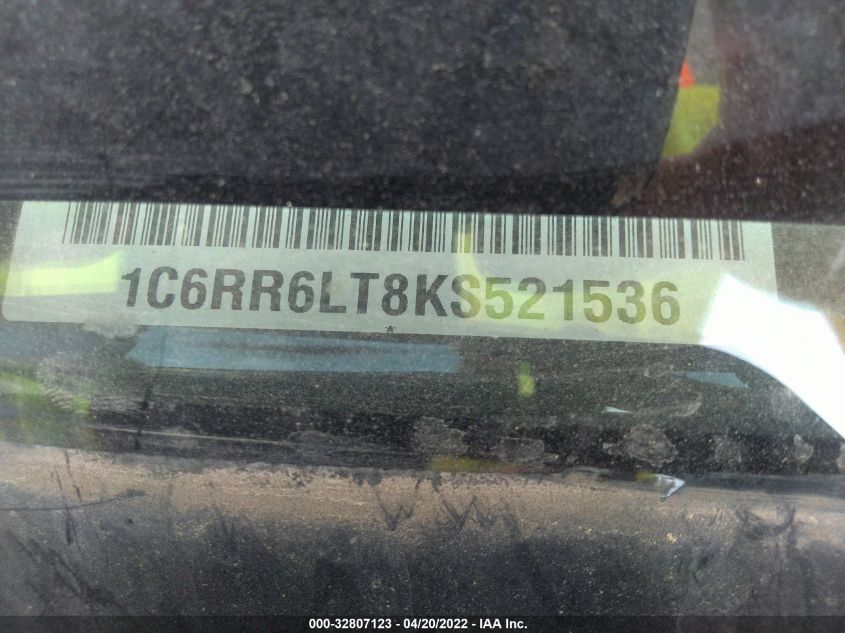 1C6RR6LT8KS521536
*
000-32807123 - 04/20/2022 - IAA Inc.